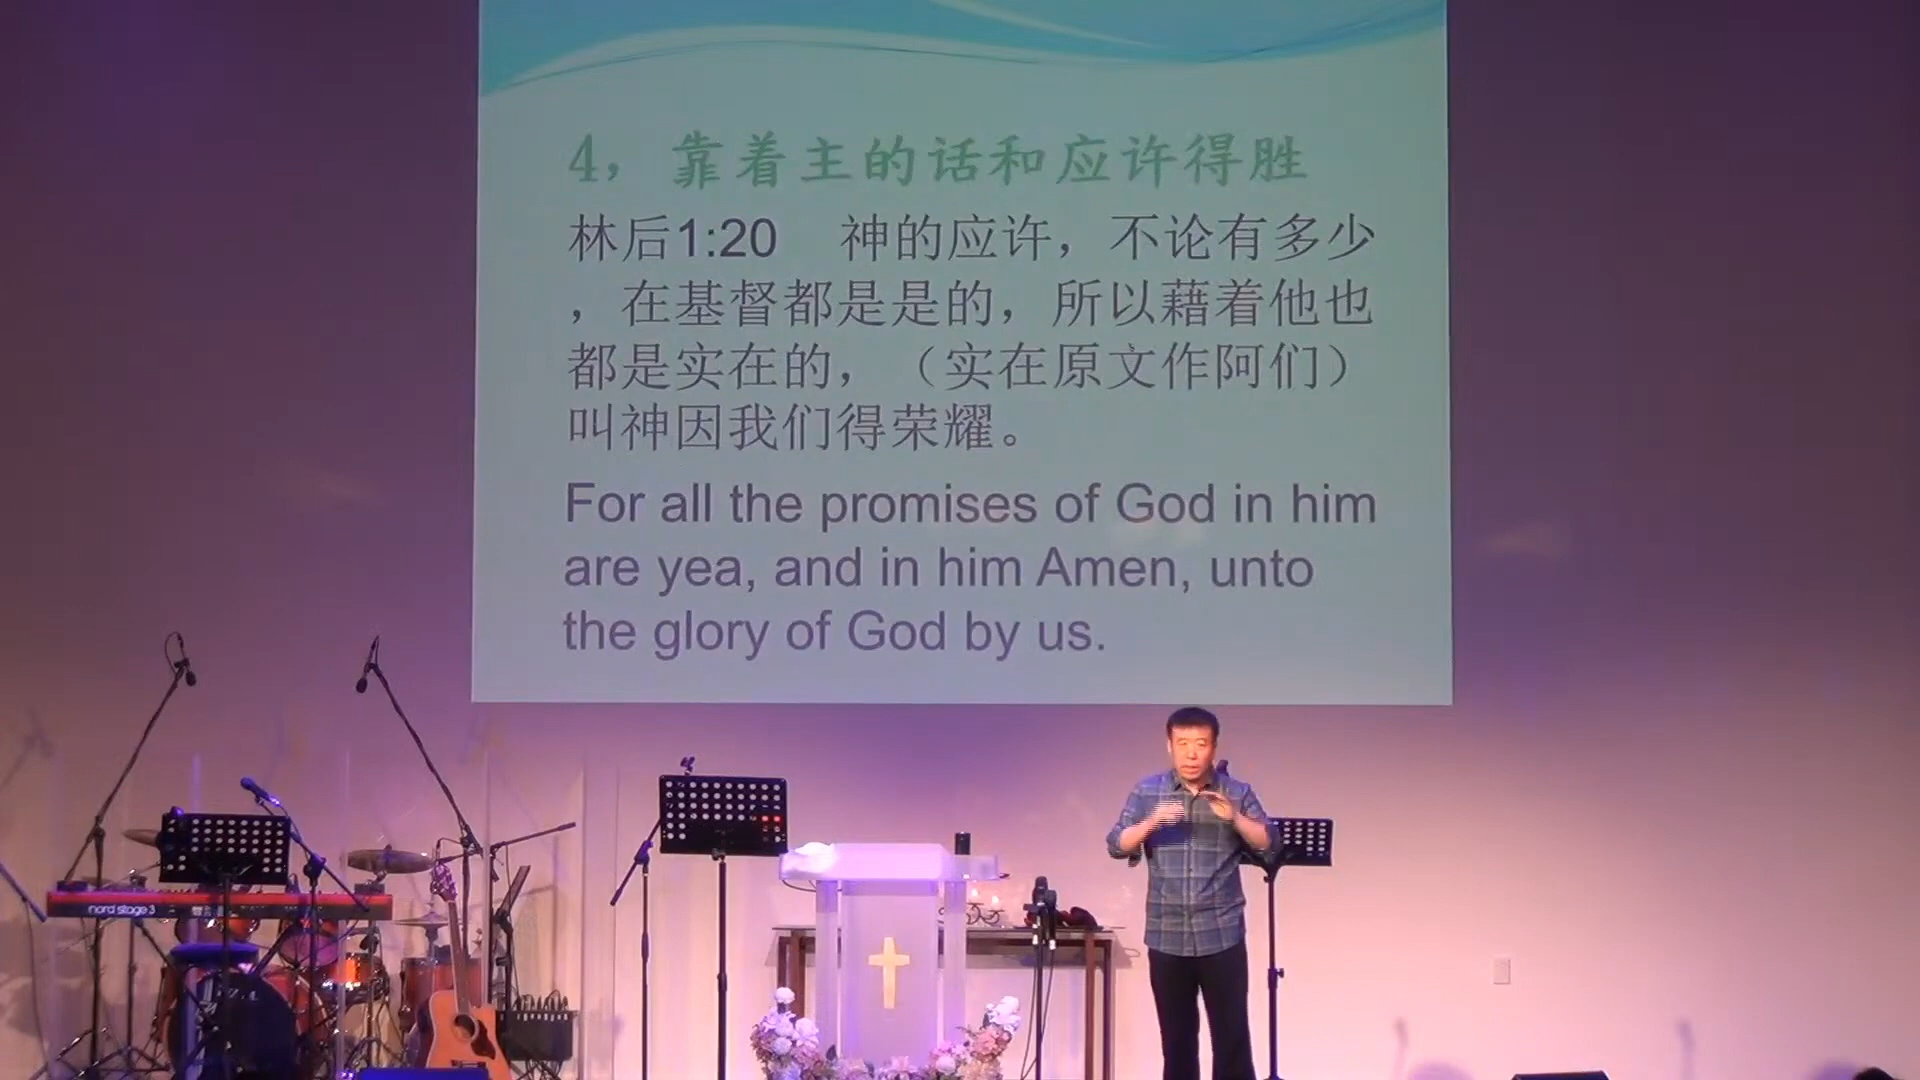 4，靠着主的话和应许得胜
林后1:20 神的应许，不论有多少
，在基督都是是的，所以藉着他也
都是实在的，（实在原文作阿们）
叫神因我们得荣耀。
For all the promises of God in him
are yea, and in him Amen, unto
the glory of God by us.
nord stage 3